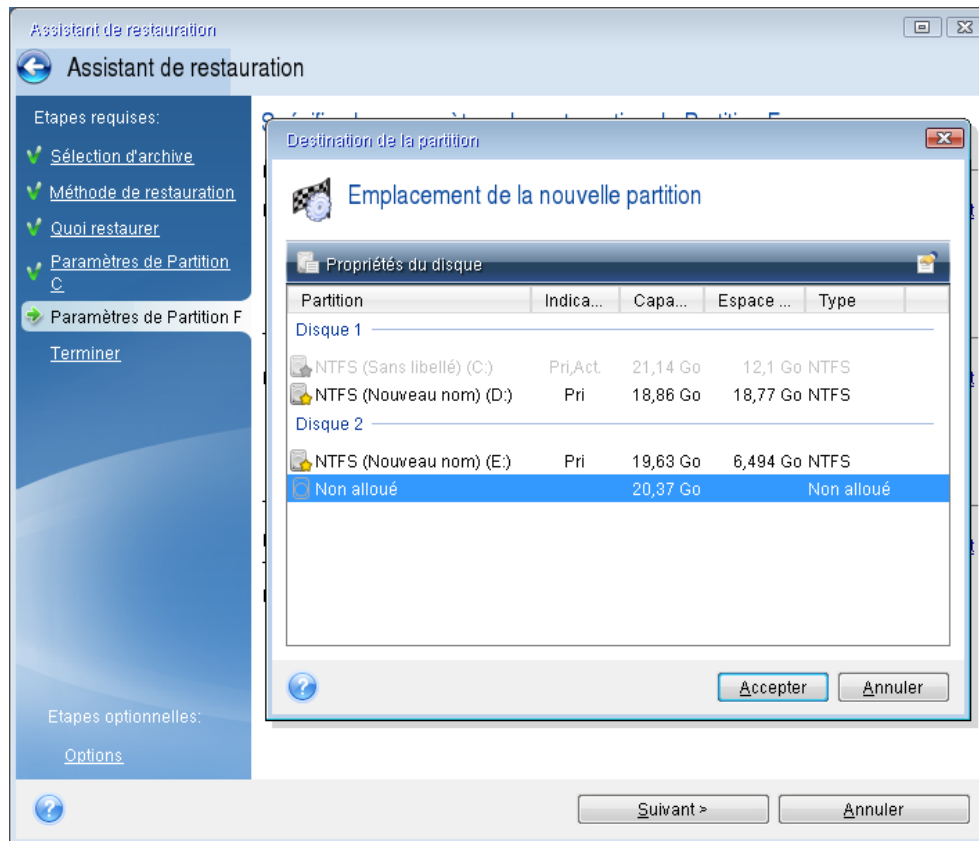 Assistant de restauration
Assistant de restauration
Etapes requises:
Sélection d'archive
Méthode de restauration
Quoi restaurer
Paramètres de Partition
C
Paramètres de Partition F
Terminer
Etapes optionnelles:
Options
Destination de la partition
Emplacement de la nouvelle partition
Propriétés du disque
Partition Indica... Capa... Espace ... Type
Disque 1
NTFS (Sans libellé) (C:) Pri,Act. 21,14 Go 12,1 Go NTFS
NTFS (Nouveau nom) (D:) Pri 18,86 Go 18,77 Go NTFS
Disque 2
NTFS (Nouveau nom) (E:) Pri 19,63 Go 6,494 Go NTFS
Non alloué 20,37 Go Non alloué
Accepter Annuler
Suivant > Annuler